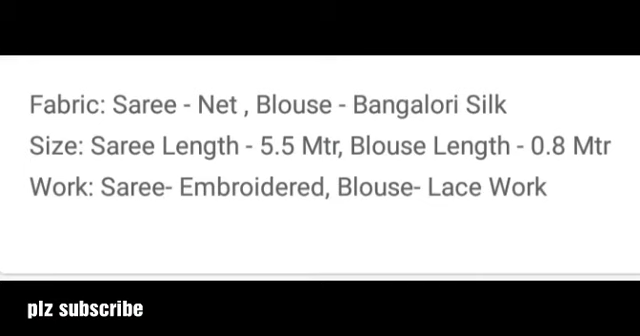 Fabric: Saree - Net , Blouse - Bangalori Silk
Size: Saree Length - 5.5 Mtr, Blouse Length - 0.8 Mtr
Work: Saree- Embroidered, Blouse- Lace Work
plz subscribe